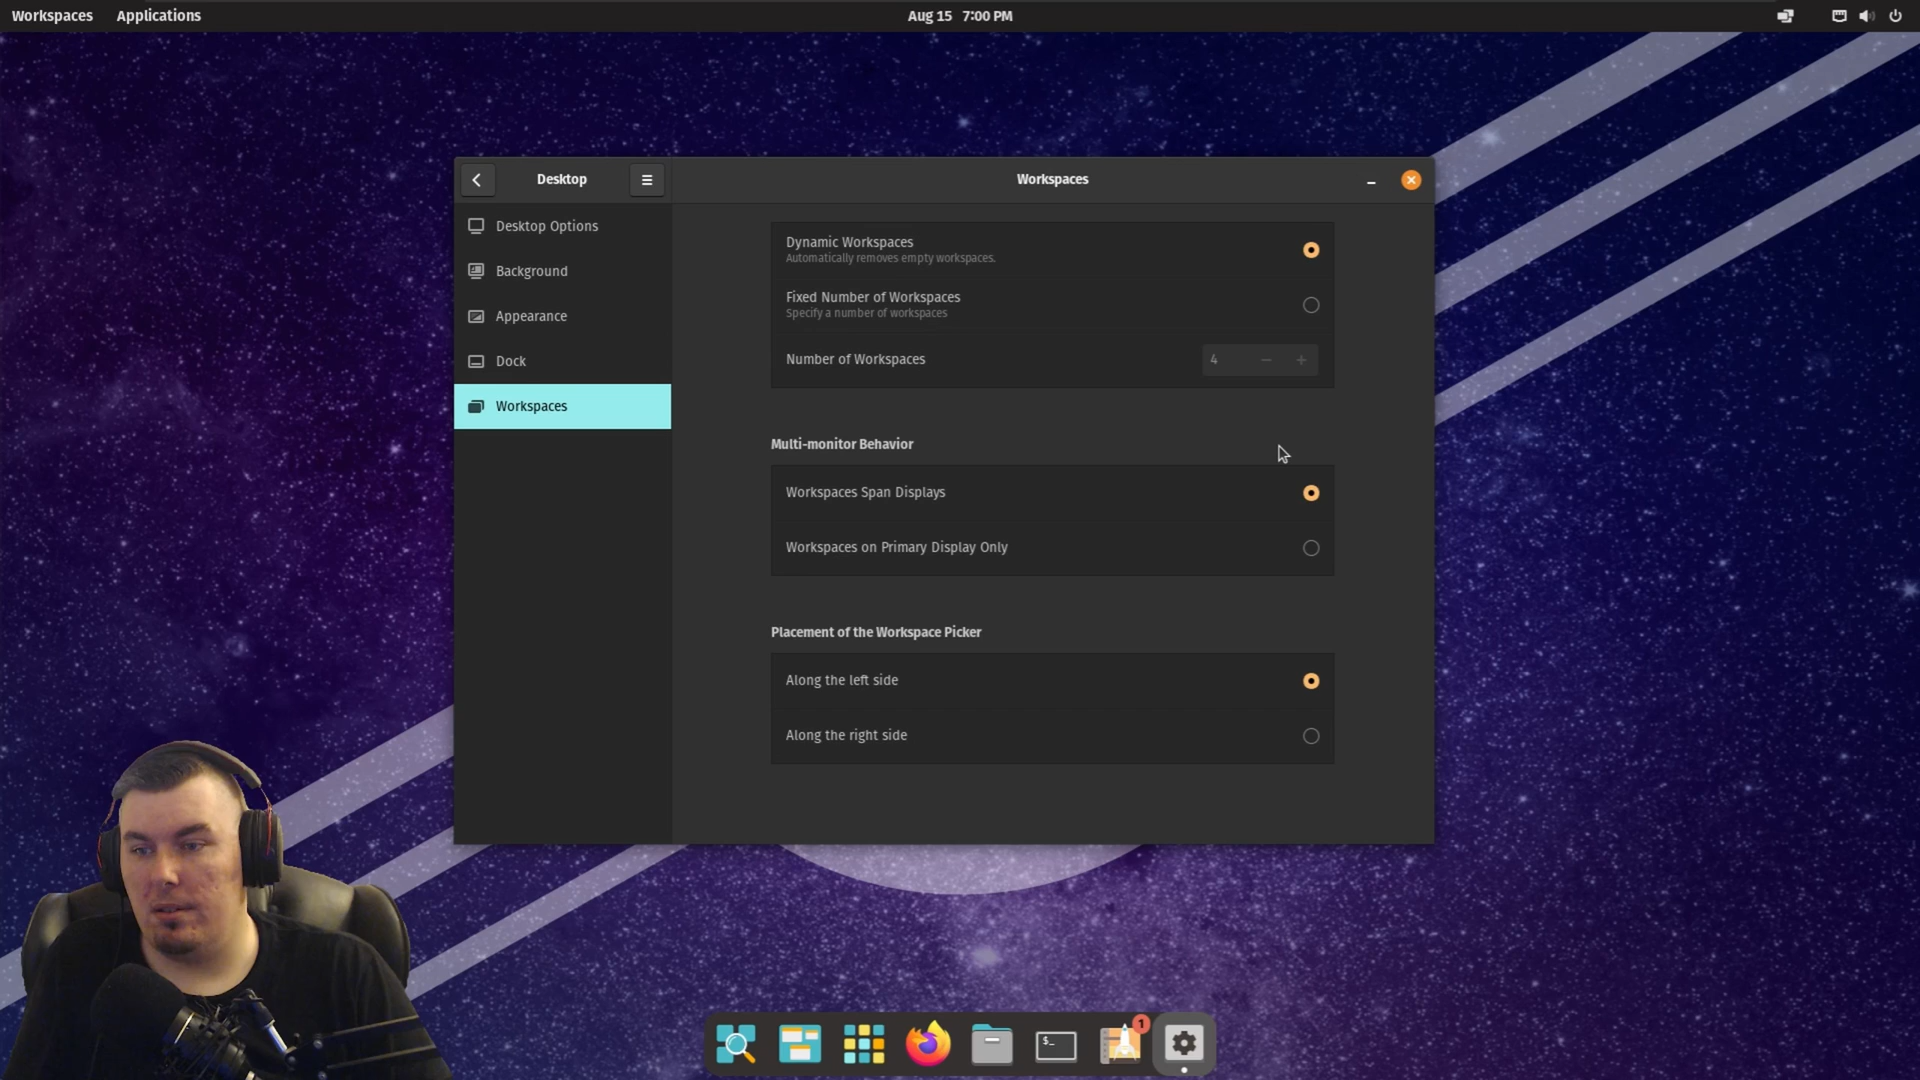 Workspaces Applications Aug 15 7:00 PM
Desktop Workspaces
Desktop Options
Background
Appearance
Dock
Workspaces
Dynamic Workspaces
Automatically removes empty workspaces.
Fixed Number of Workspaces
Specify a number of workspaces
Number of Workspaces 4 − +
Multi-monitor Behavior
Workspaces Span Displays
Workspaces on Primary Display Only
Placement of the Workspace Picker
Along the left side
Along the right side
$_
1